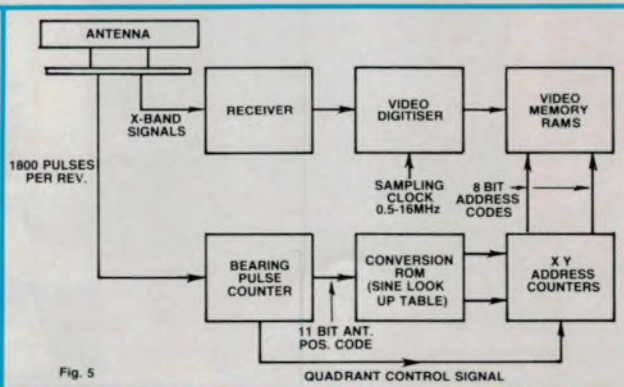 ANTENNA
X-BAND
SIGNALS
RECEIVER
VIDEO
DIGITISER
VIDEO
MEMORY
RAMS
1800 PULSES
PER REV.
SAMPLING
CLOCK
0.5-16MHz
8 BIT
ADDRESS
CODES
BEARING
PULSE
COUNTER
11 BIT ANT.
POS. CODE
CONVERSION
ROM
(SINE LOOK
UP TABLE)
X Y
ADDRESS
COUNTERS
Fig. 5
QUADRANT CONTROL SIGNAL